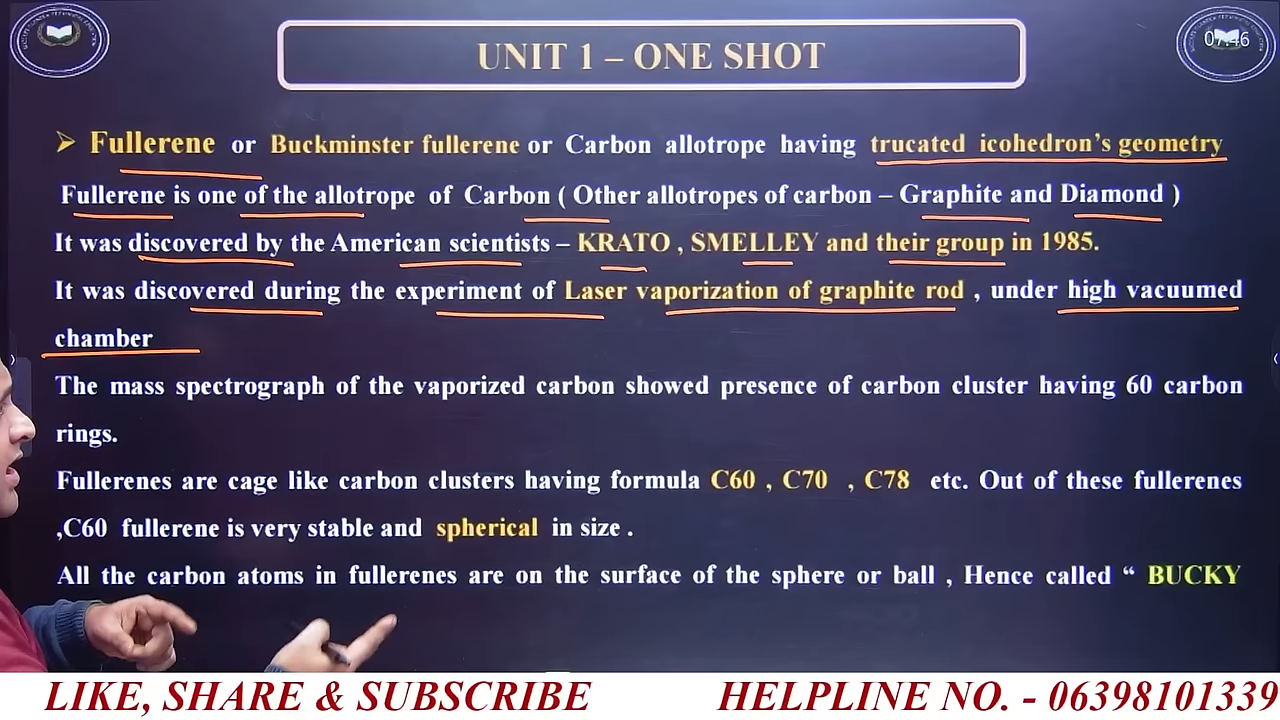 UNIT 1 – ONE SHOT
07:46
➢ Fullerene or Buckminster fullerene or Carbon allotrope having trucated icohedron's geometry
Fullerene is one of the allotrope of Carbon ( Other allotropes of carbon – Graphite and Diamond )
It was discovered by the American scientists – KRATO , SMELLEY and their group in 1985.
It was discovered during the experiment of Laser vaporization of graphite rod , under high vacuumed
chamber
The mass spectrograph of the vaporized carbon showed presence of carbon cluster having 60 carbon
rings.
Fullerenes are cage like carbon clusters having formula C60 , C70 , C78 etc. Out of these fullerenes
,C60 fullerene is very stable and spherical in size .
All the carbon atoms in fullerenes are on the surface of the sphere or ball , Hence called “ BUCKY
LIKE, SHARE & SUBSCRIBE HELPLINE NO. - 06398101339